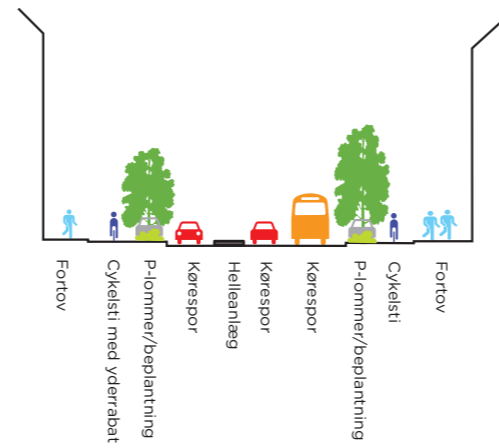 Fortov
Cykelsti med yderrabat
P-lommer/beplantning
Kørespor
Helleanlæg
Kørespor
Kørespor
P-lommer/beplantning
Cykelsti
Fortov